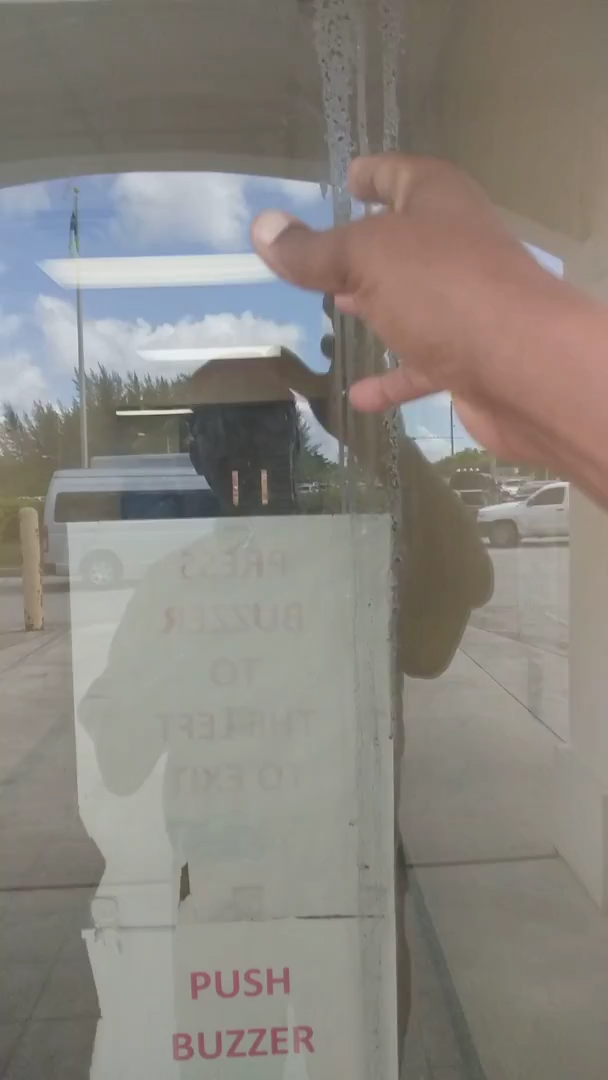 PRESS
BUZZER
TO
THE LEFT
TO EXIT
PUSH
BUZZER